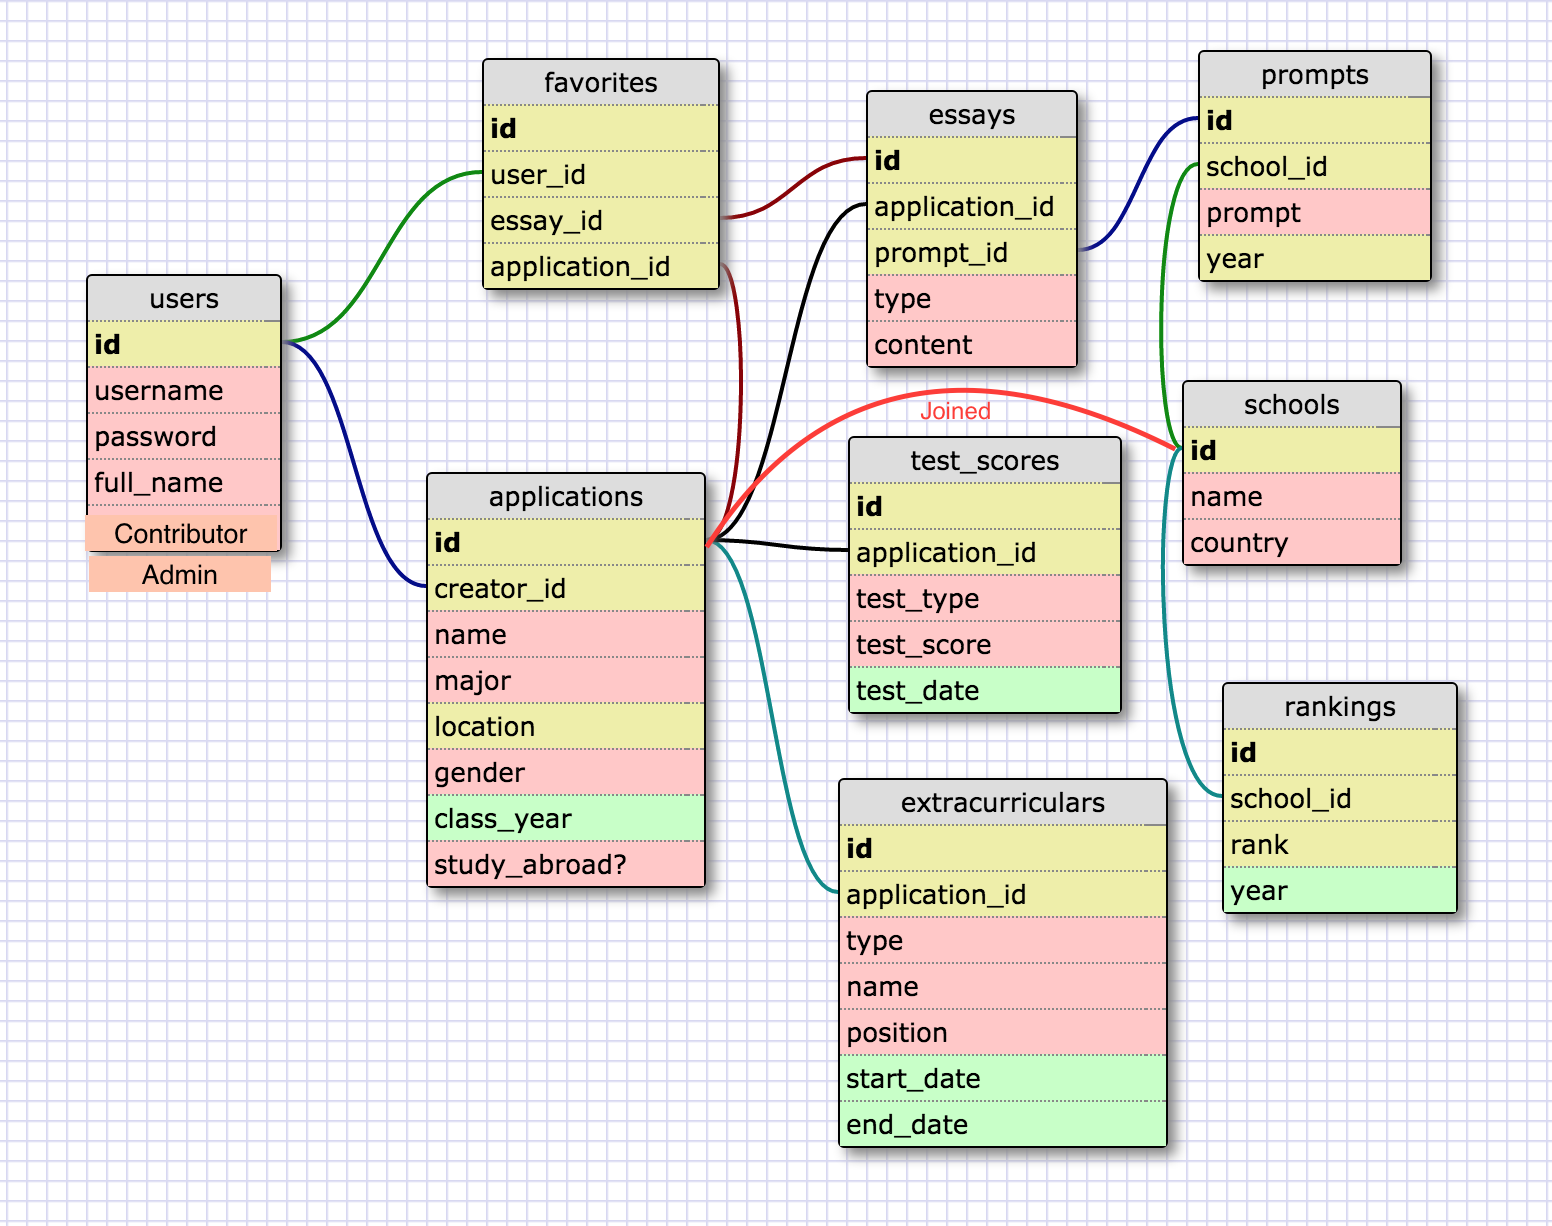 favorites
id
user_id
essay_id
application_id
essays
id
application_id
prompt_id
type
content
prompts
id
school_id
prompt
year
users
id
username
password
full_name
Contributor
Admin
applications
id
creator_id
name
major
location
gender
class_year
study_abroad?
Joined
test_scores
id
application_id
test_type
test_score
test_date
schools
id
name
country
extracurriculars
id
application_id
type
name
position
start_date
end_date
rankings
id
school_id
rank
year